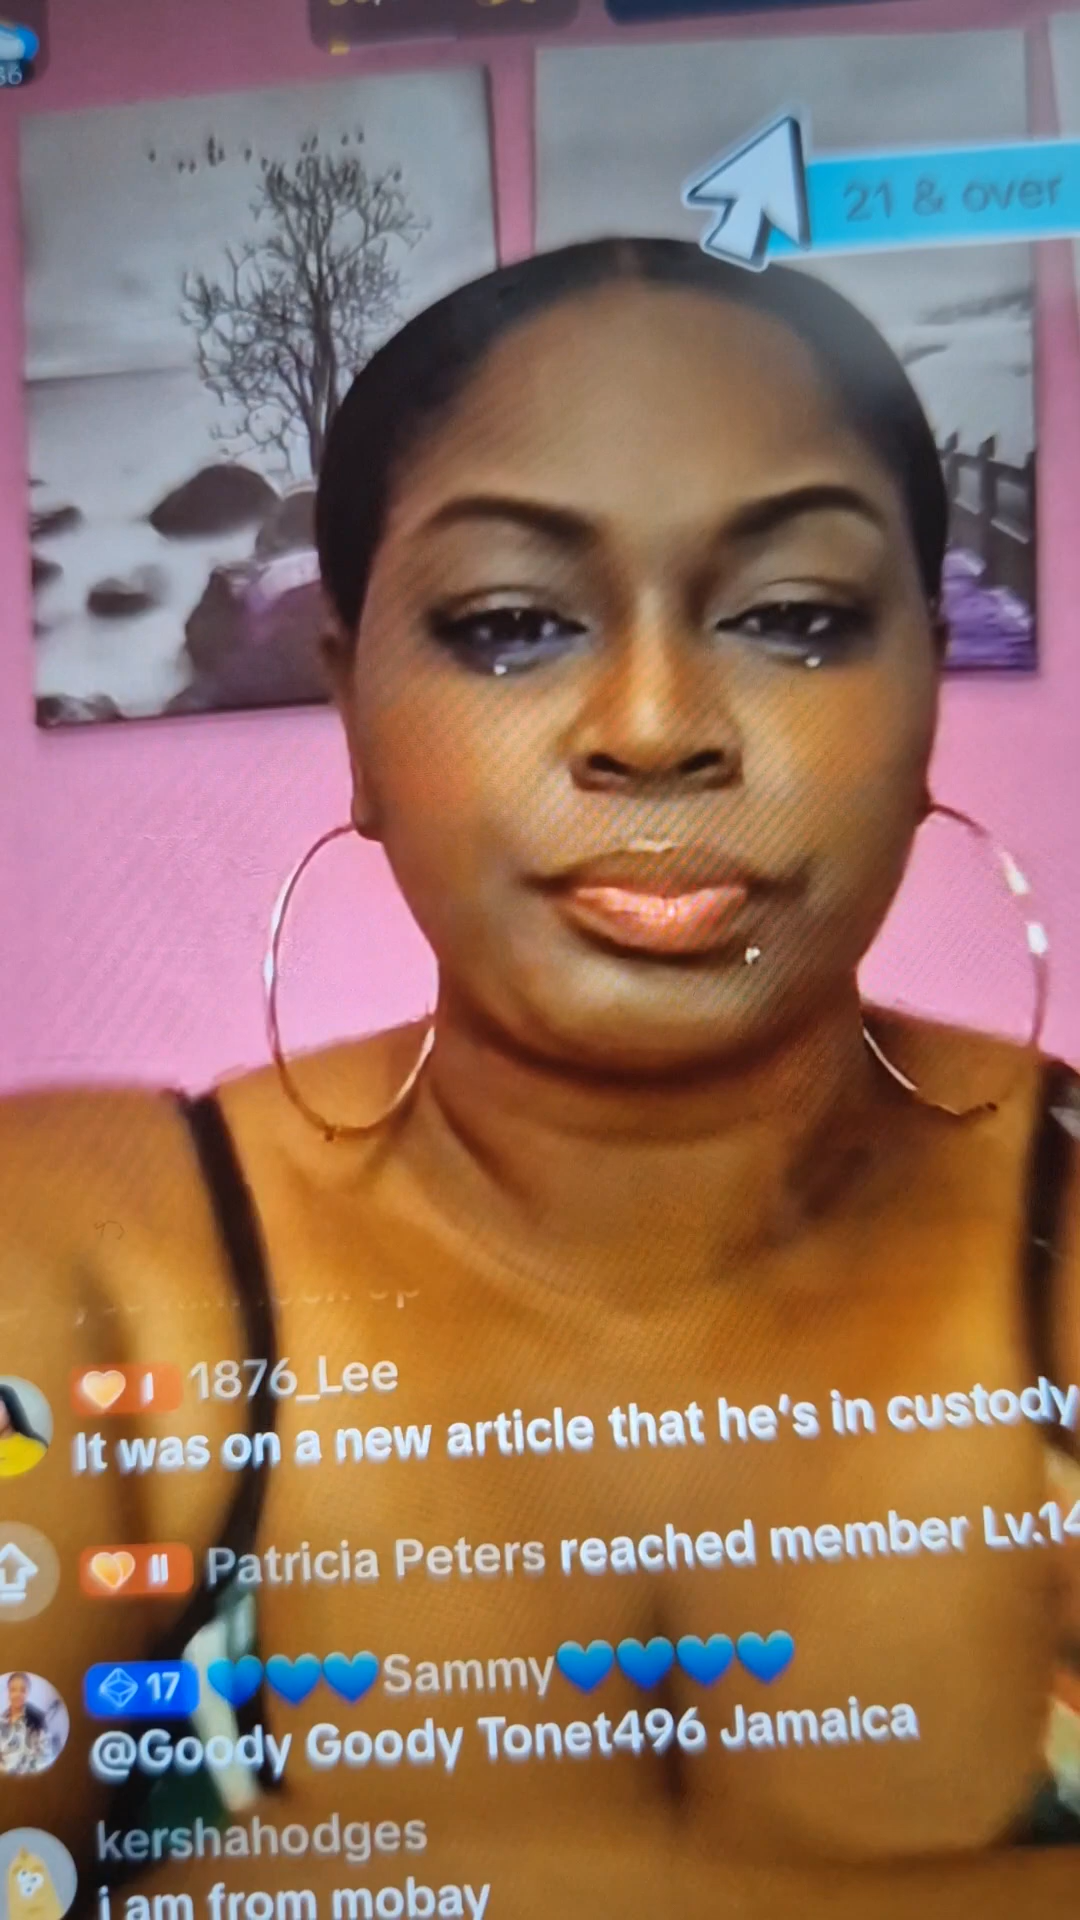 36
21 & over
1876_Lee
It was on a new article that he's in custody
Patricia Peters reached member Lv.14
17 💙💙💙Sammy💙💙💙💙
@Goody Goody Tonet496 Jamaica
kershahodges
i am from mobay